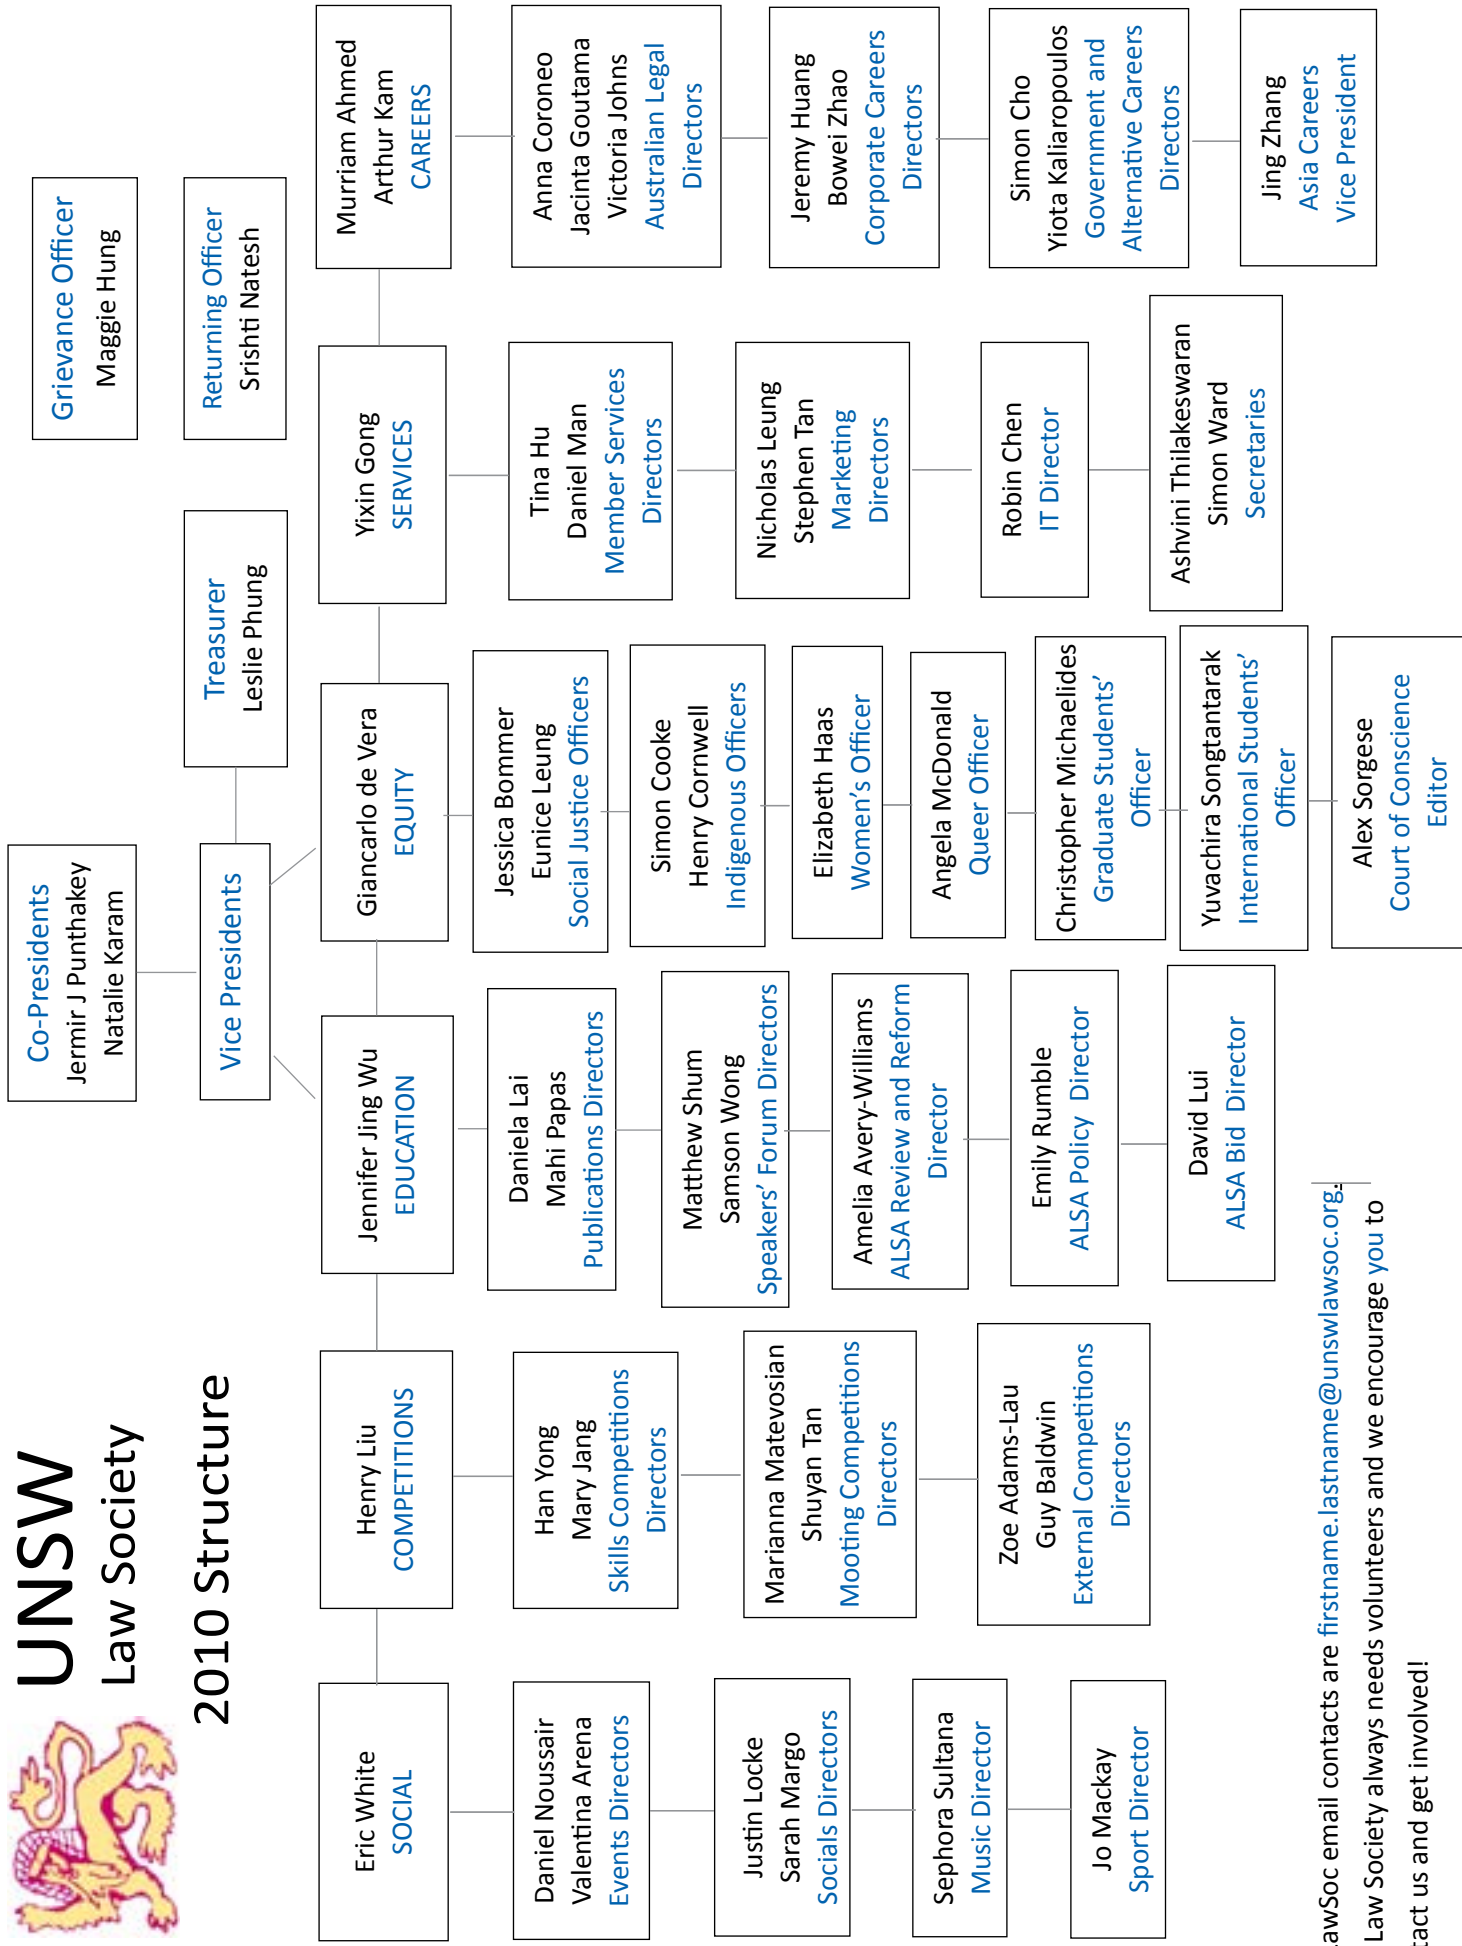 UNSW
Law Society
2010 Structure
Co-Presidents
Jermir J Punthakey
Natalie Karam
Vice Presidents
Treasurer
Leslie Phung
Grievance Officer
Maggie Hung
Returning Officer
Srishti Natesh
Eric White
SOCIAL
Daniel Noussair
Valentina Arena
Events Directors
Justin Locke
Sarah Margo
Socials Directors
Sephora Sultana
Music Director
Jo Mackay
Sport Director
Henry Liu
COMPETITIONS
Han Yong
Mary Jang
Skills Competitions
Directors
Marianna Matevosian
Shuyan Tan
Mooting Competitions
Directors
Zoe Adams-Lau
Guy Baldwin
External Competitions
Directors
Jennifer Jing Wu
EDUCATION
Daniela Lai
Mahi Papas
Publications Directors
Matthew Shum
Samson Wong
Speakers’ Forum Directors
Amelia Avery-Williams
ALSA Review and Reform
Director
Emily Rumble
ALSA Policy Director
David Lui
ALSA Bid Director
Giancarlo de Vera
EQUITY
Jessica Bommer
Eunice Leung
Social Justice Officers
Simon Cooke
Henry Cornwell
Indigenous Officers
Elizabeth Haas
Women's Officer
Angela McDonald
Queer Officer
Christopher Michaelides
Graduate Students’
Officer
Yuvachira Songtantarak
International Students’
Officer
Alex Sorgese
Court of Conscience
Editor
Yixin Gong
SERVICES
Tina Hu
Daniel Man
Member Services
Directors
Nicholas Leung
Stephen Tan
Marketing
Directors
Robin Chen
IT Director
Ashvini Thilakeswaran
Simon Ward
Secretaries
Murriam Ahmed
Arthur Kam
CAREERS
Anna Coroneo
Jacinta Goutama
Victoria Johns
Australian Legal
Directors
Jeremy Huang
Bowei Zhao
Corporate Careers
Directors
Simon Cho
Yiota Kaliaropoulos
Government and
Alternative Careers
Directors
Jing Zhang
Asia Careers
Vice President
awSoc email contacts are firstname.lastname@unswlawsoc.org.
Law Society always needs volunteers and we encourage you to
tact us and get involved!